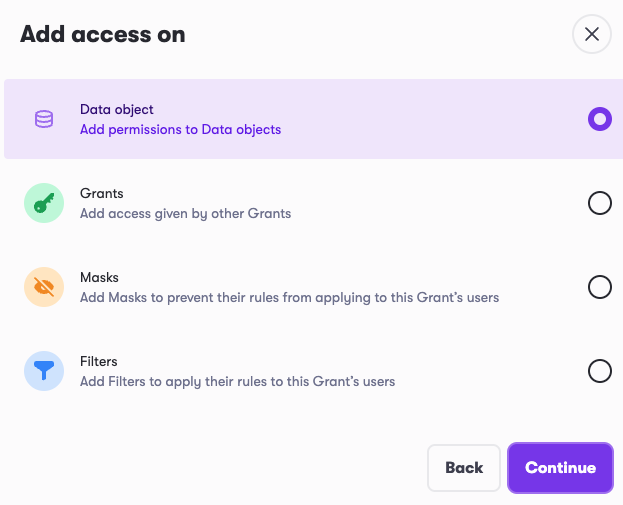 Add access on
Data object
Add permissions to Data objects
Grants
Add access given by other Grants
Masks
Add Masks to prevent their rules from applying to this Grant's users
Filters
Add Filters to apply their rules to this Grant's users
Back
Continue